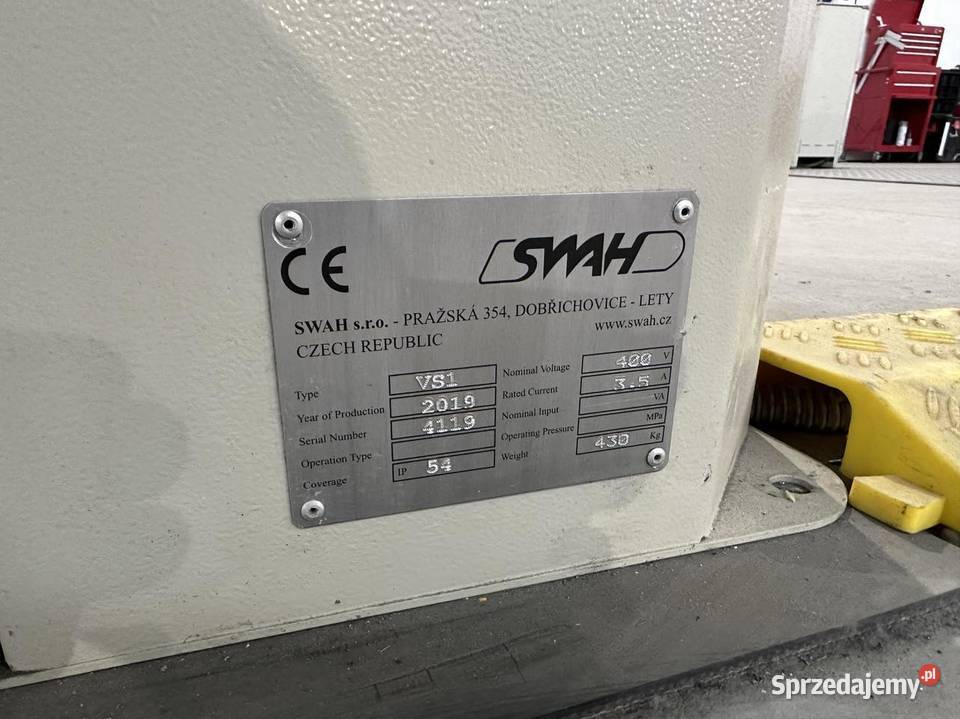 CE
SWAH
SWAH s.r.o. - PRAŽSKÁ 354, DOBŘICHOVICE - LETY
CZECH REPUBLIC
www.swah.cz
Type VS1
Year of Production 2019
Serial Number 4119
Operation Type
Coverage IP 54
Nominal Voltage 400 V
Rated Current 3.5 A
Nominal Input VA
Operating Pressure MPa
Weight 430 Kg
Sprzedajemy.pl